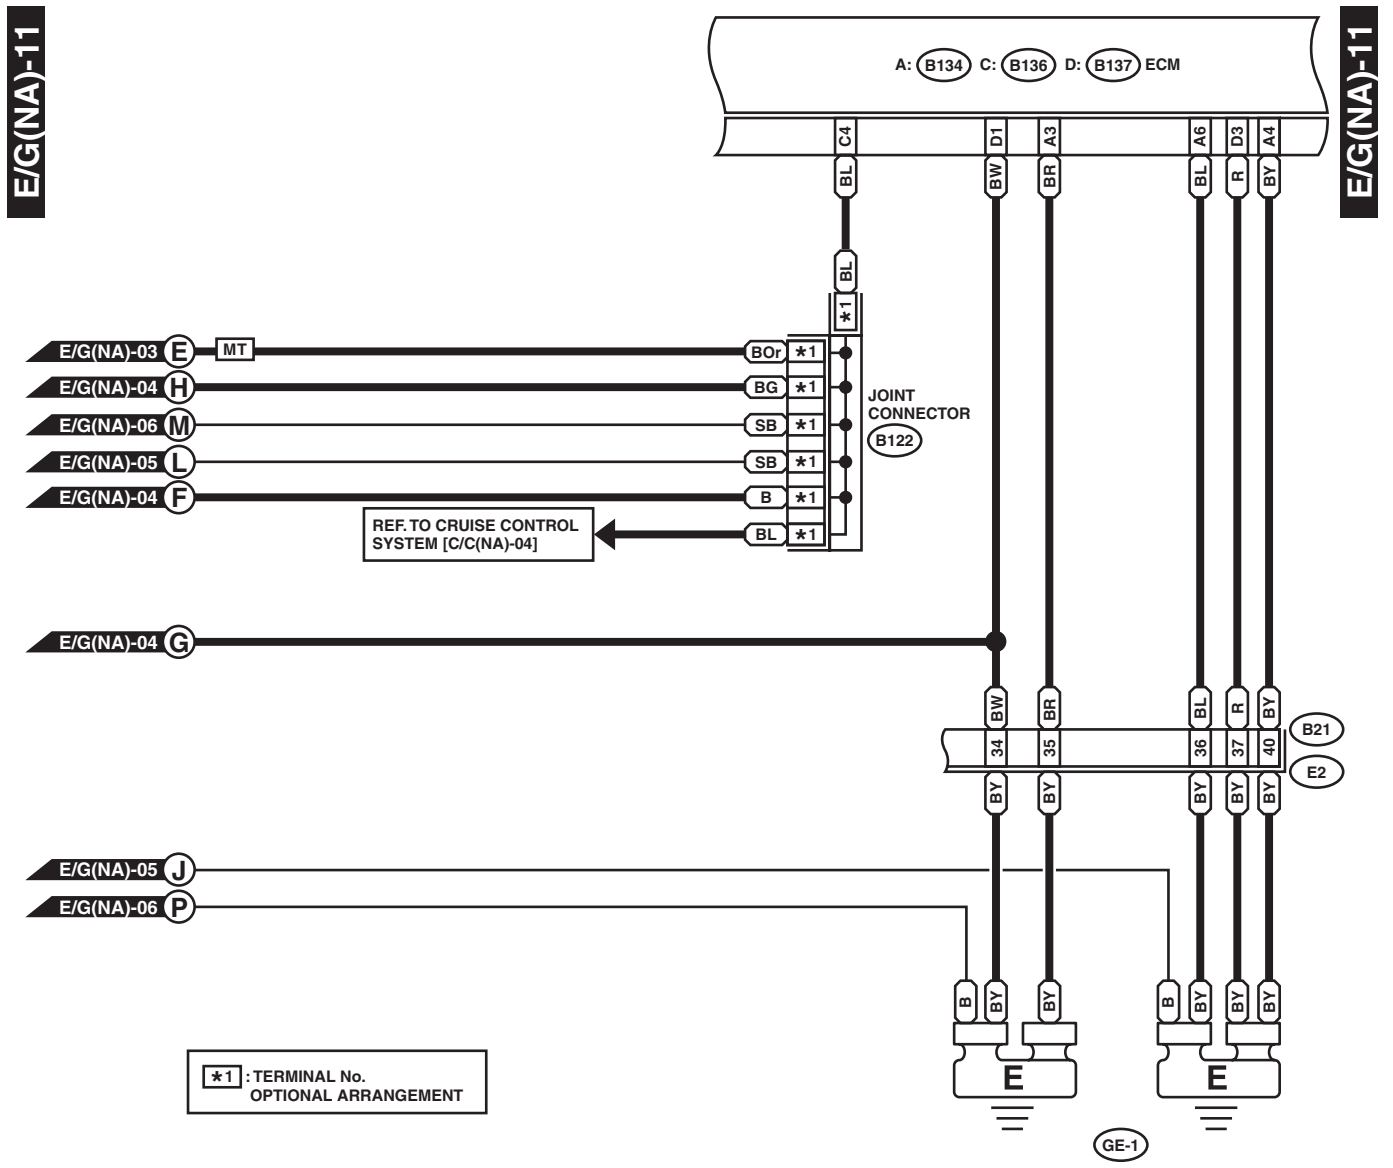 E/G(NA)-11
E/G(NA)-11
A: B134 C: B136 D: B137 ECM
C4 D1 A3 A6 D3 A4
BL BW BR BL R BY
BL
*1
E/G(NA)-03 E MT BOr *1
E/G(NA)-04 H BG *1
JOINT
CONNECTOR
B122
E/G(NA)-06 M SB *1
E/G(NA)-05 L SB *1
E/G(NA)-04 F B *1
REF. TO CRUISE CONTROL
SYSTEM [C/C(NA)-04]
BL *1
E/G(NA)-04 G
BW BR BL R BY
34 35 36 37 40
B21
E2
BY BY BY BY BY
E/G(NA)-05 J
E/G(NA)-06 P
B BY BY B BY BY BY
E E
GE-1
*1 : TERMINAL No.
OPTIONAL ARRANGEMENT